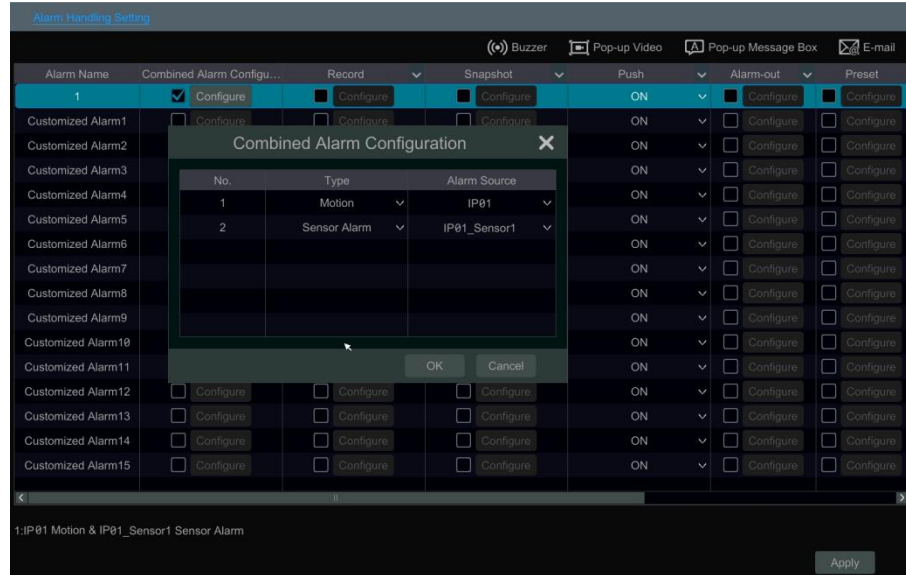 Alarm Handling Setting
Buzzer Pop-up Video Pop-up Message Box E-mail
Alarm Name Combined Alarm Configu... Record Snapshot Push Alarm-out Preset
1 Configure Configure Configure ON Configure Configure
Customized Alarm1 Configure Configure Configure ON Configure Configure
Customized Alarm2 ON Configure Configure
Customized Alarm3 ON Configure Configure
Customized Alarm4 ON Configure Configure
Customized Alarm5 ON Configure Configure
Customized Alarm6 ON Configure Configure
Customized Alarm7 ON Configure Configure
Customized Alarm8 ON Configure Configure
Customized Alarm9 ON Configure Configure
Customized Alarm10 ON Configure Configure
Customized Alarm11 ON Configure Configure
Customized Alarm12 Configure Configure Configure ON Configure Configure
Customized Alarm13 Configure Configure Configure ON Configure Configure
Customized Alarm14 Configure Configure Configure ON Configure Configure
Customized Alarm15 Configure Configure Configure ON Configure Configure
Combined Alarm Configuration
No. Type Alarm Source
1 Motion IP01
2 Sensor Alarm IP01_Sensor1
OK Cancel
1:IP01 Motion & IP01_Sensor1 Sensor Alarm
Apply